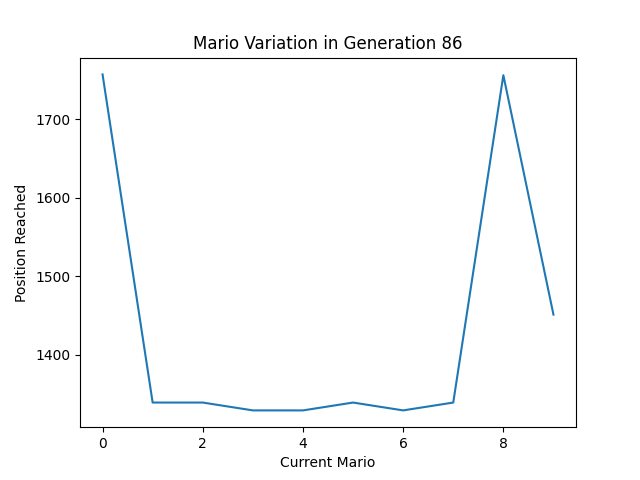 Mario Variation in Generation 86
Position Reached
1700
1600
1500
1400
0 2 4 6 8
Current Mario